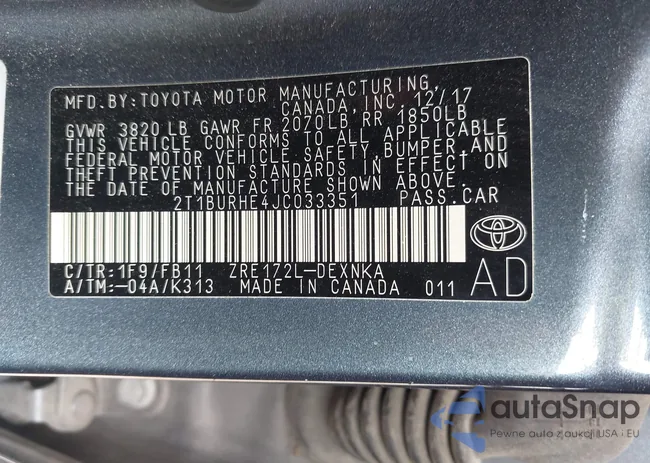 MFD.BY:TOYOTA MOTOR MANUFACTURING,
CANADA, INC. 12/17
GVWR 3820LB GAWR FR 2070LB, RR 1850LB
THIS VEHICLE CONFORMS TO ALL APPLICABLE
FEDERAL MOTOR VEHICLE SAFETY, BUMPER, AND
THEFT PREVENTION STANDARDS IN EFFECT ON
THE DATE OF MANUFACTURE SHOWN ABOVE.
2T1BURHE4JC033351 PASS.CAR
C/TR:1F9/FB11 ZRE172L-DEXNKA
A/TM:-04A/K313 MADE IN CANADA 011
AD
autaSnap
Pewne auto z aukcji USA i EU